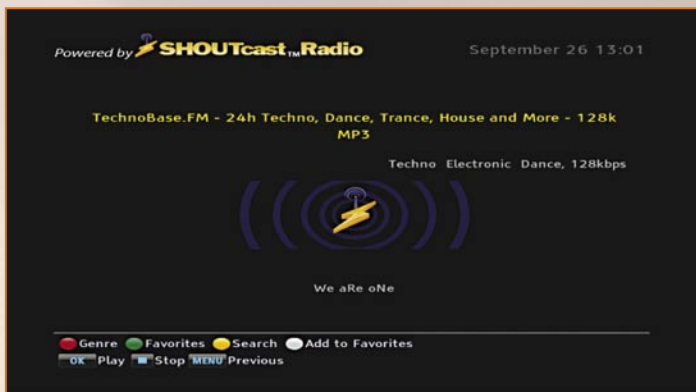 Powered by SHOUTcast™ Radio
September 26 13:01
TechnoBase.FM - 24h Techno, Dance, Trance, House and More - 128k
MP3
Techno Electronic Dance, 128kbps
We aRe oNe
Genre Favorites Search Add to Favorites
OK Play Stop MENU Previous